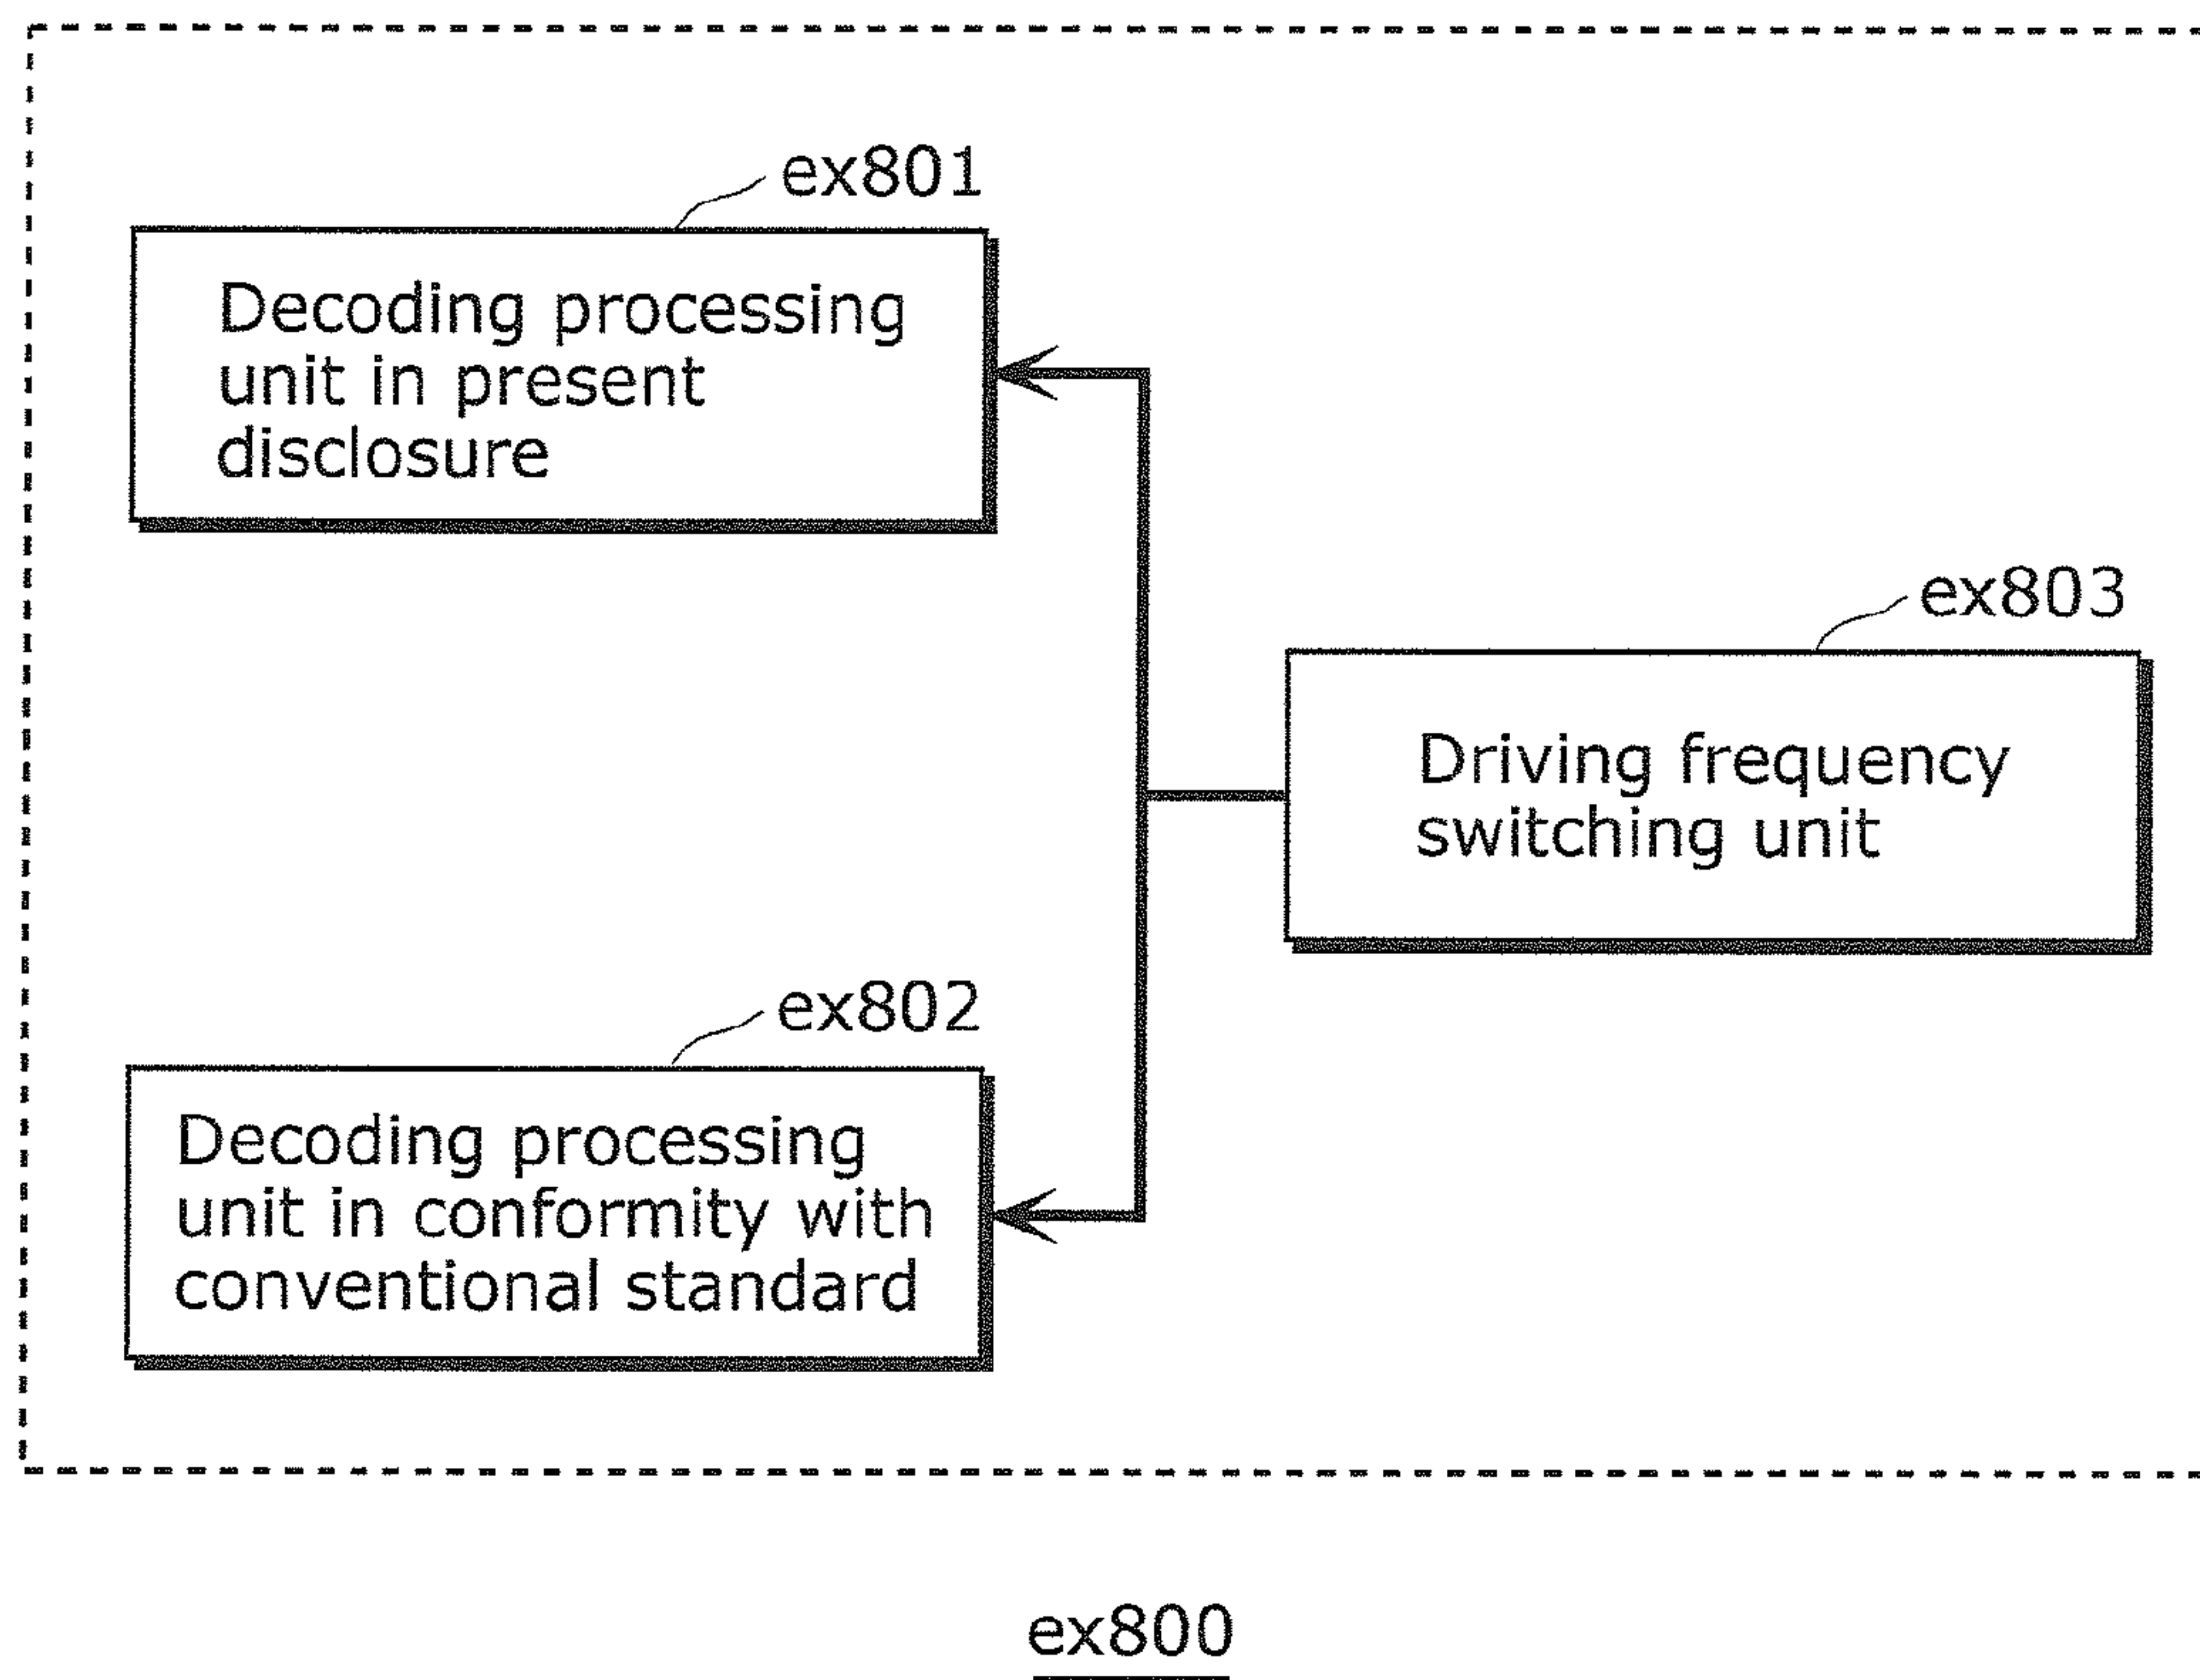 ex801
Decoding processing
unit in present
disclosure
ex803
Driving frequency
switching unit
ex802
Decoding processing
unit in conformity with
conventional standard
ex800